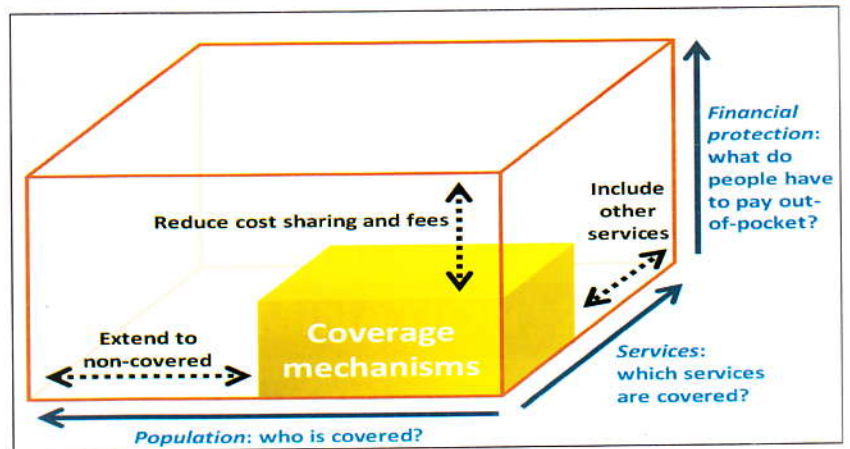 Financial
protection:
what do
people have
to pay out-
of-pocket?
Include
other
services
Reduce cost sharing and fees
Extend to
non-covered
Coverage
mechanisms
Services:
which services
are covered?
Population: who is covered?